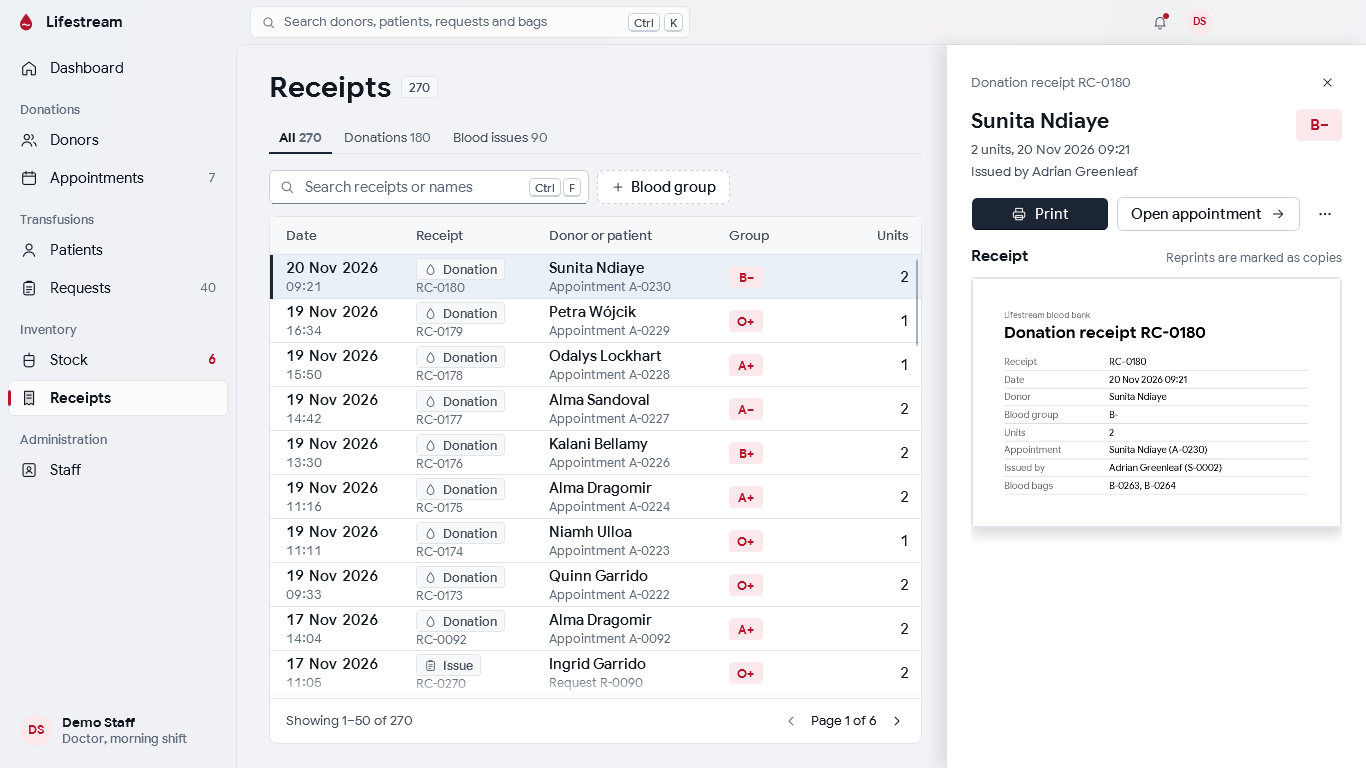 Lifestream
Search donors, patients, requests and bags
Ctrl K
DS
Dashboard
Donations
Donors
Appointments 7
Transfusions
Patients
Requests 40
Inventory
Stock 6
Receipts
Administration
Staff
DS
Demo Staff
Doctor, morning shift
Receipts 270
All 270 Donations 180 Blood issues 90
Search receipts or names Ctrl F
+ Blood group
Date Receipt Donor or patient Group Units
20 Nov 2026 Donation Sunita Ndiaye B− 2
09:21 RC-0180 Appointment A-0230
19 Nov 2026 Donation Petra Wójcik O+ 1
16:34 RC-0179 Appointment A-0229
19 Nov 2026 Donation Odalys Lockhart A+ 1
15:50 RC-0178 Appointment A-0228
19 Nov 2026 Donation Alma Sandoval A− 2
14:42 RC-0177 Appointment A-0227
19 Nov 2026 Donation Kalani Bellamy B+ 2
13:30 RC-0176 Appointment A-0226
19 Nov 2026 Donation Alma Dragomir A+ 2
11:16 RC-0175 Appointment A-0224
19 Nov 2026 Donation Niamh Ulloa O+ 1
11:11 RC-0174 Appointment A-0223
19 Nov 2026 Donation Quinn Garrido O+ 2
09:33 RC-0173 Appointment A-0222
17 Nov 2026 Donation Alma Dragomir A+ 2
14:04 RC-0092 Appointment A-0092
17 Nov 2026 Issue Ingrid Garrido O+ 2
11:05 RC-0270 Request R-0090
Showing 1–50 of 270
Page 1 of 6
Donation receipt RC-0180
Sunita Ndiaye
B−
2 units, 20 Nov 2026 09:21
Issued by Adrian Greenleaf
Print
Open appointment
Receipt
Reprints are marked as copies
Lifestream blood bank
Donation receipt RC-0180
Receipt RC-0180
Date 20 Nov 2026 09:21
Donor Sunita Ndiaye
Blood group B-
Units 2
Appointment Sunita Ndiaye (A-0230)
Issued by Adrian Greenleaf (S-0002)
Blood bags B-0263, B-0264